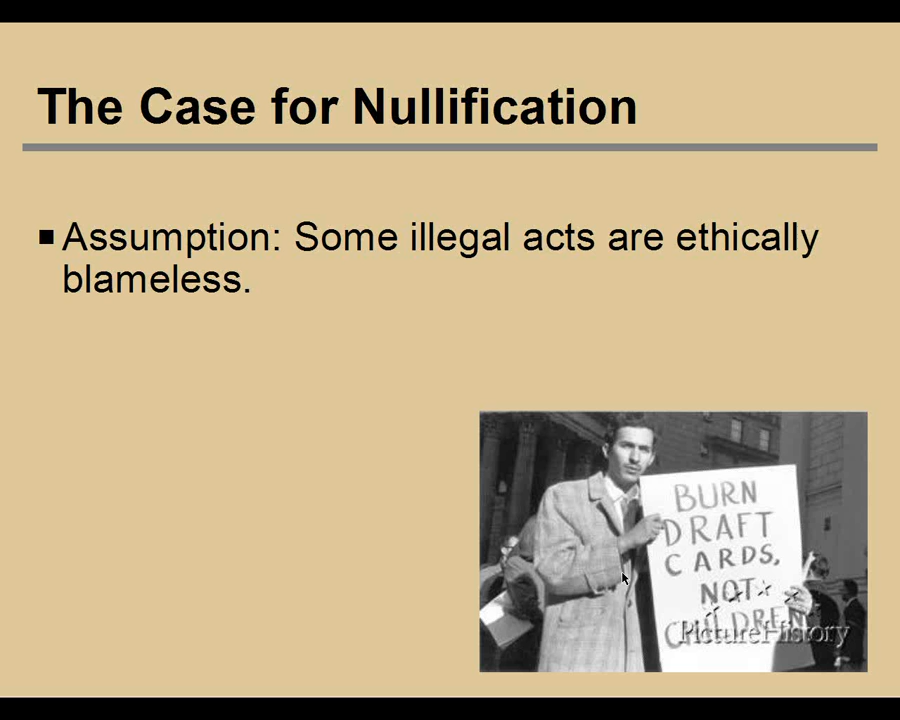 The Case for Nullification
Assumption: Some illegal acts are ethically
blameless.
BURN
DRAFT
CARDS,
NOT
CHILDREN
PictureHistory